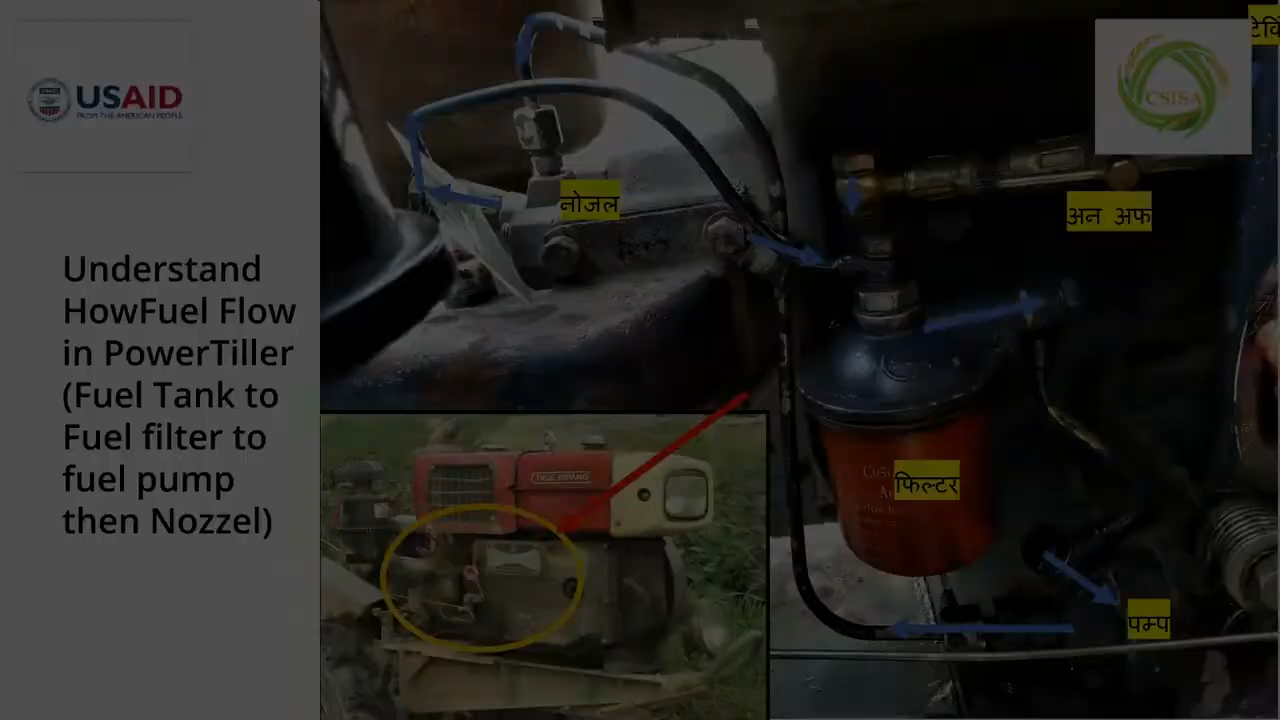 USAID
FROM THE AMERICAN PEOPLE
CSISA
नोजल
अन अफ
Understand
HowFuel Flow
in PowerTiller
(Fuel Tank to
Fuel filter to
fuel pump
then Nozzel)
फिल्टर
पम्प